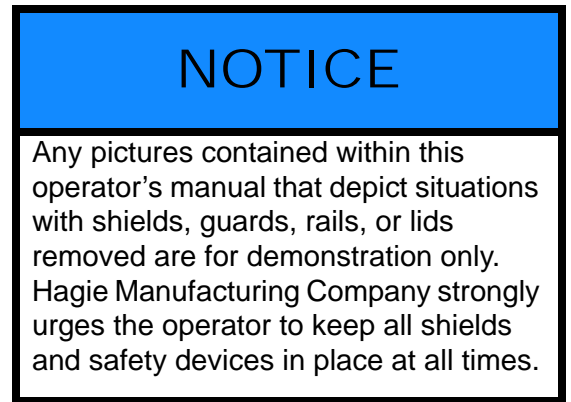 NOTICE
Any pictures contained within this
operator’s manual that depict situations
with shields, guards, rails, or lids
removed are for demonstration only.
Hagie Manufacturing Company strongly
urges the operator to keep all shields
and safety devices in place at all times.